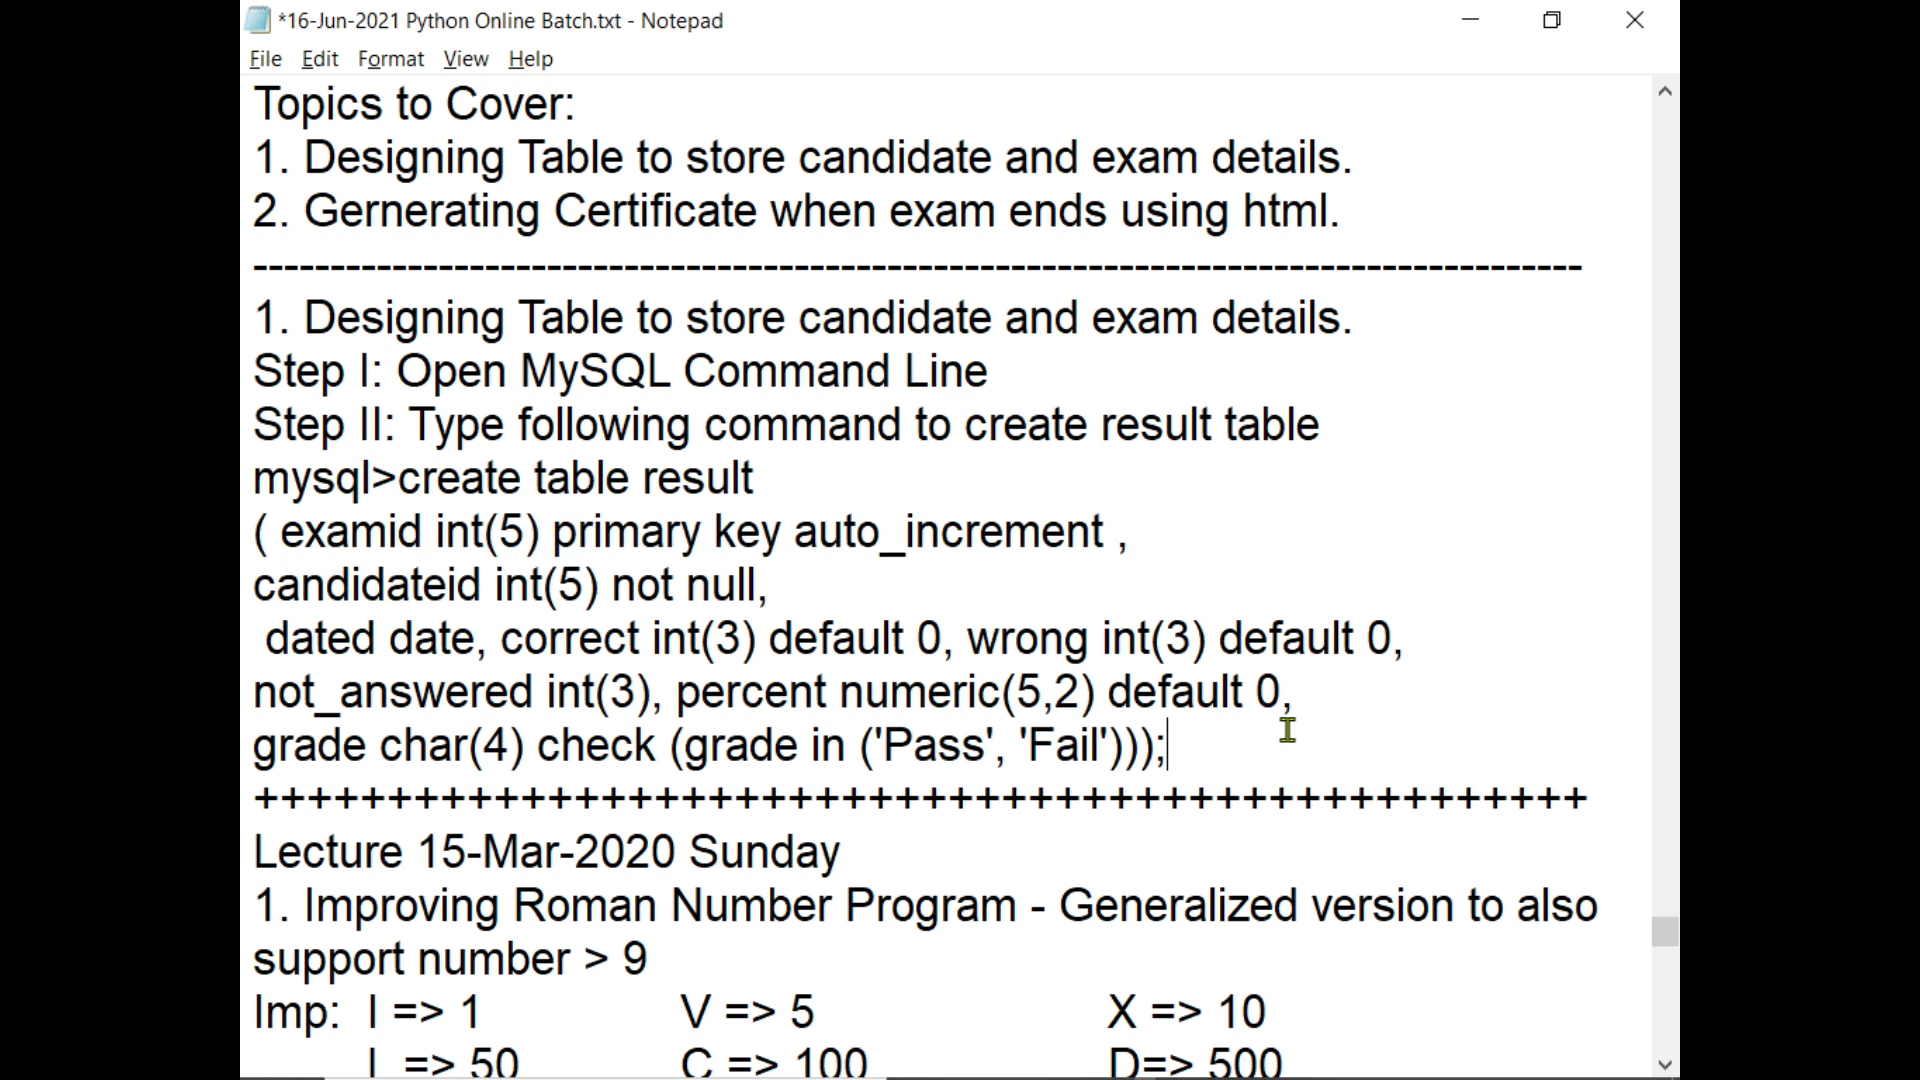 *16-Jun-2021 Python Online Batch.txt - Notepad
File Edit Format View Help
Topics to Cover:
1. Designing Table to store candidate and exam details.
2. Gernerating Certificate when exam ends using html.
--------------------------------------------------------------------------------------
1. Designing Table to store candidate and exam details.
Step I: Open MySQL Command Line
Step II: Type following command to create result table
mysql>create table result
( examid int(5) primary key auto_increment ,
candidateid int(5) not null,
dated date, correct int(3) default 0, wrong int(3) default 0,
not_answered int(3), percent numeric(5,2) default 0,
grade char(4) check (grade in ('Pass', 'Fail')));
++++++++++++++++++++++++++++++++++++++++++++++++++
Lecture 15-Mar-2020 Sunday
1. Improving Roman Number Program - Generalized version to also
support number > 9
Imp: I => 1 V => 5 X => 10
L => 50 C => 100 D=> 500